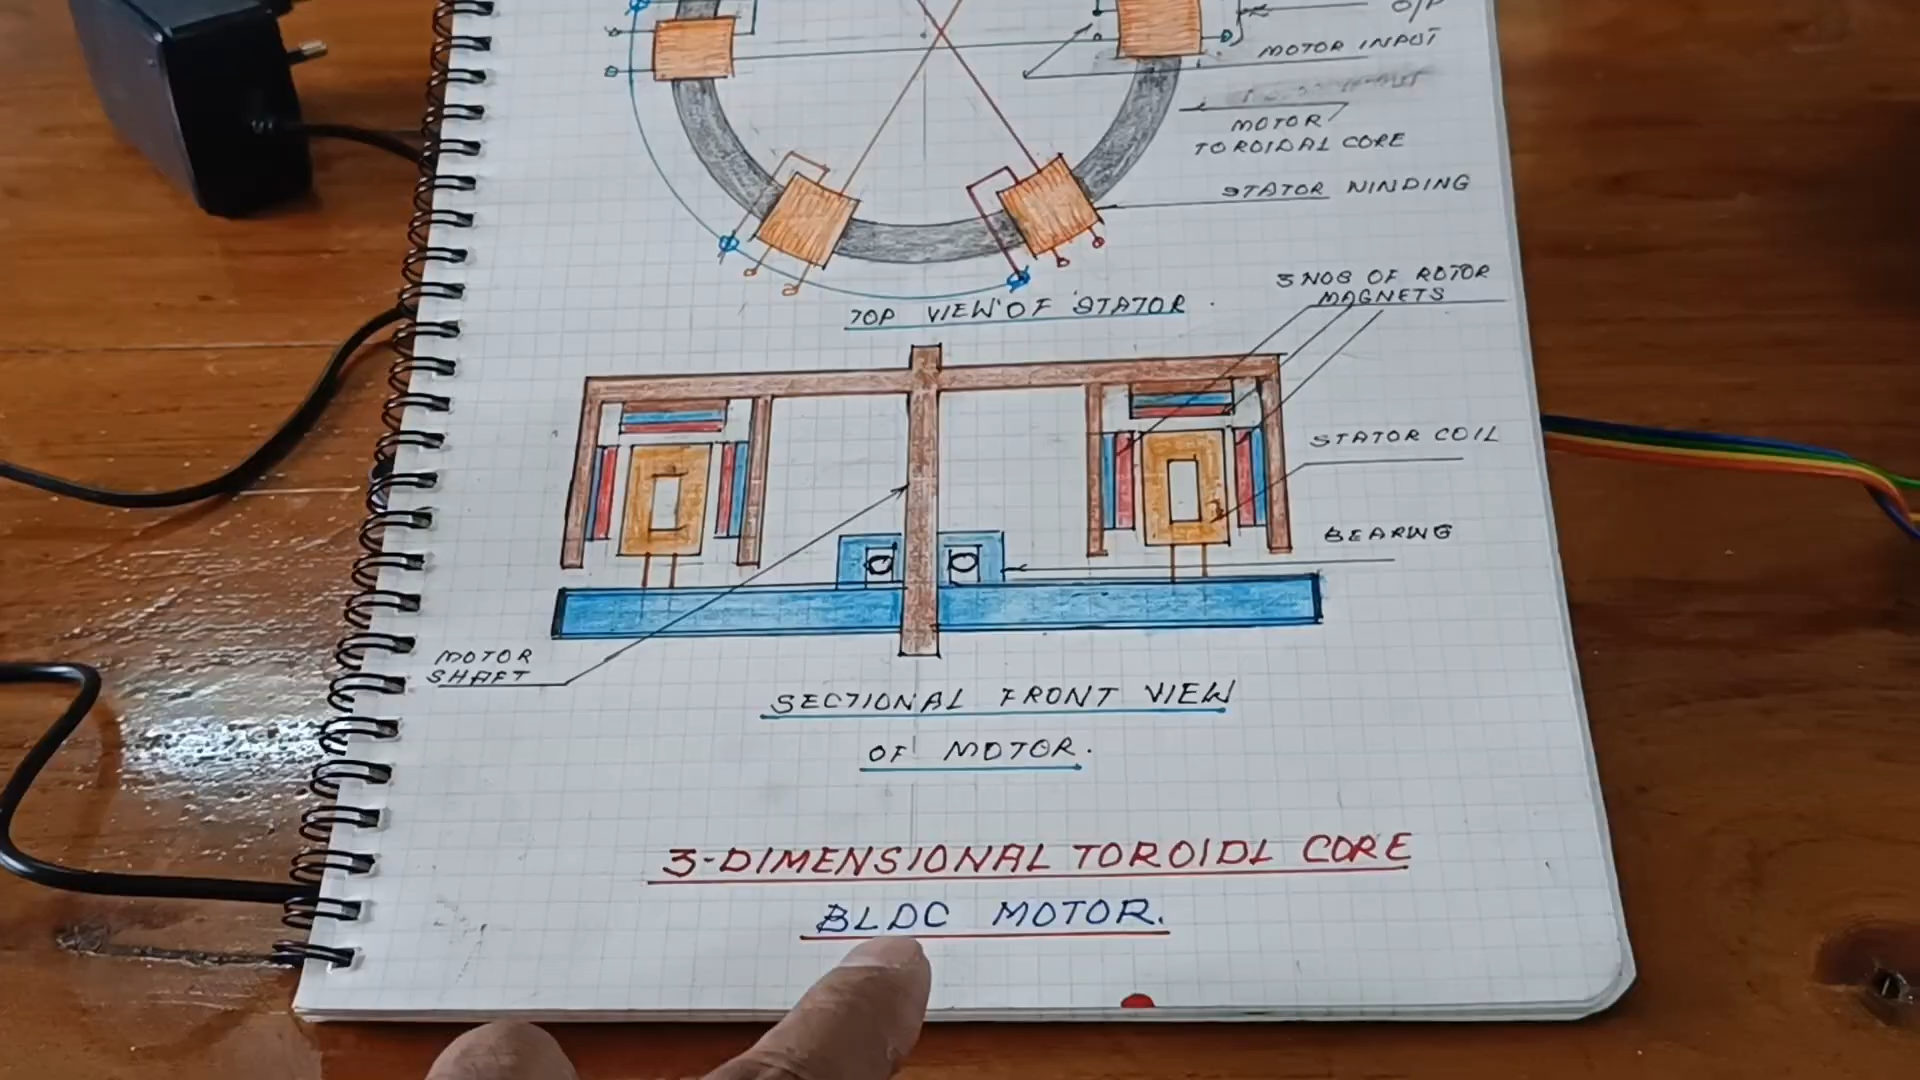 O/P
MOTOR INPUT
MOTOR
TOROIDAL CORE
STATOR WINDING
3 NOS OF ROTOR
MAGNETS
TOP VIEW OF STATOR.
STATOR COIL
BEARING
MOTOR
SHAFT
SECTIONAL FRONT VIEW
OF MOTOR.
3-DIMENSIONAL TOROIDL CORE
BLDC MOTOR.